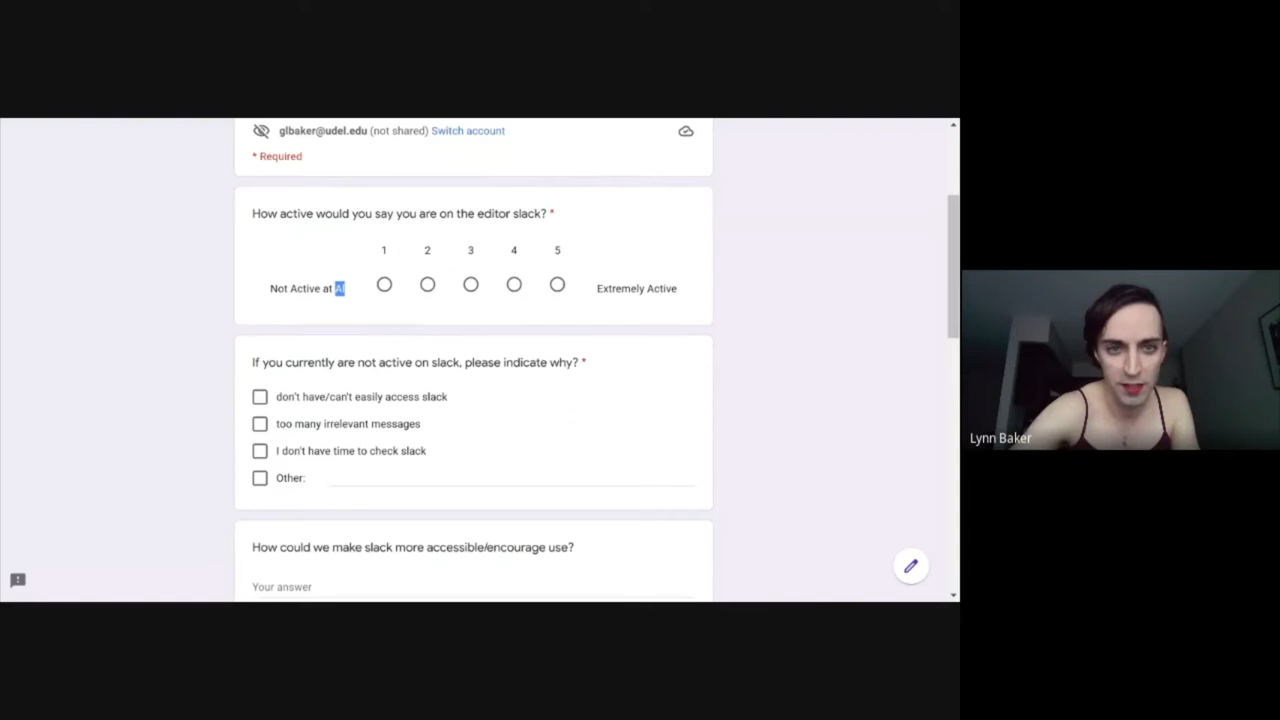 glbaker@udel.edu (not shared) Switch account
* Required
How active would you say you are on the editor slack? *
1 2 3 4 5
Not Active at Al Extremely Active
If you currently are not active on slack, please indicate why? *
don't have/can't easily access slack
too many irrelevant messages
I don't have time to check slack
Other:
How could we make slack more accessible/encourage use?
Your answer
Lynn Baker